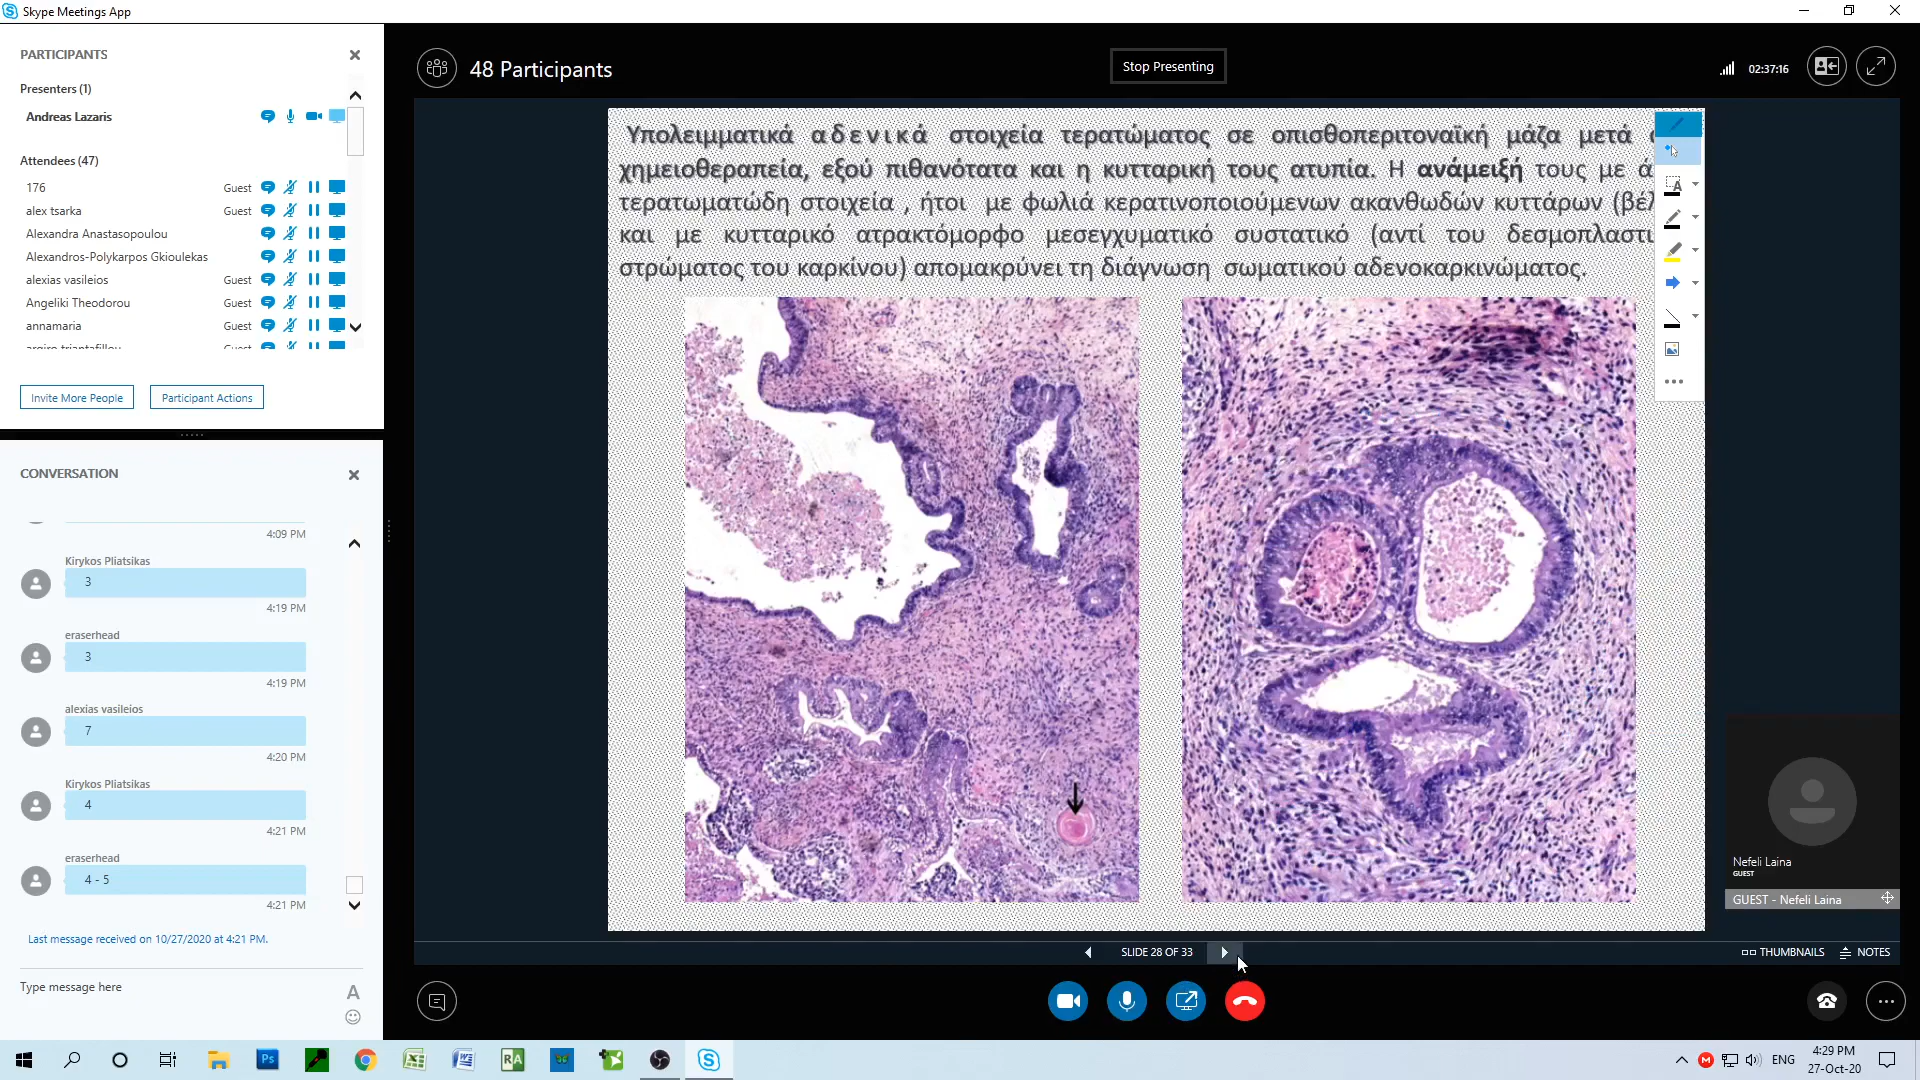 Skype Meetings App
PARTICIPANTS
Presenters (1)
Andreas Lazaris
Attendees (47)
176 Guest
alex tsarka Guest
Alexandra Anastasopoulou
Alexandros-Polykarpos Gkioulekas
alexias vasileios Guest
Angeliki Theodorou Guest
annamaria Guest
Invite More People Participant Actions
CONVERSATION
4:09 PM
Kirykos Pliatsikas
3
4:19 PM
eraserhead
3
4:19 PM
alexias vasileios
7
4:20 PM
Kirykos Pliatsikas
4
4:21 PM
eraserhead
4 - 5
4:21 PM
Last message received on 10/27/2020 at 4:21 PM.
Type message here
48 Participants
Stop Presenting
02:37:16
Υπολειμματικά αδενικά στοιχεία τερατώματος σε οπισθοπεριτοναϊκή μάζα μετά
χημειοθεραπεία, εξού πιθανότατα και η κυτταρική τους ατυπία. Η ανάμειξή τους με
τερατωματώδη στοιχεία , ήτοι με φωλιά κερατινοποιούμενων ακανθωδών κυττάρων
και με κυτταρικό ατρακτόμορφο μεσεγχυματικό συστατικό (αντί του
στρώματος του καρκίνου) απομακρύνει τη διάγνωση σωματικού αδενοκαρκινώματος.
Nefeli Laina
GUEST
GUEST - Nefeli Laina
SLIDE 28 OF 33
THUMBNAILS NOTES
ENG
4:29 PM
27-Oct-20